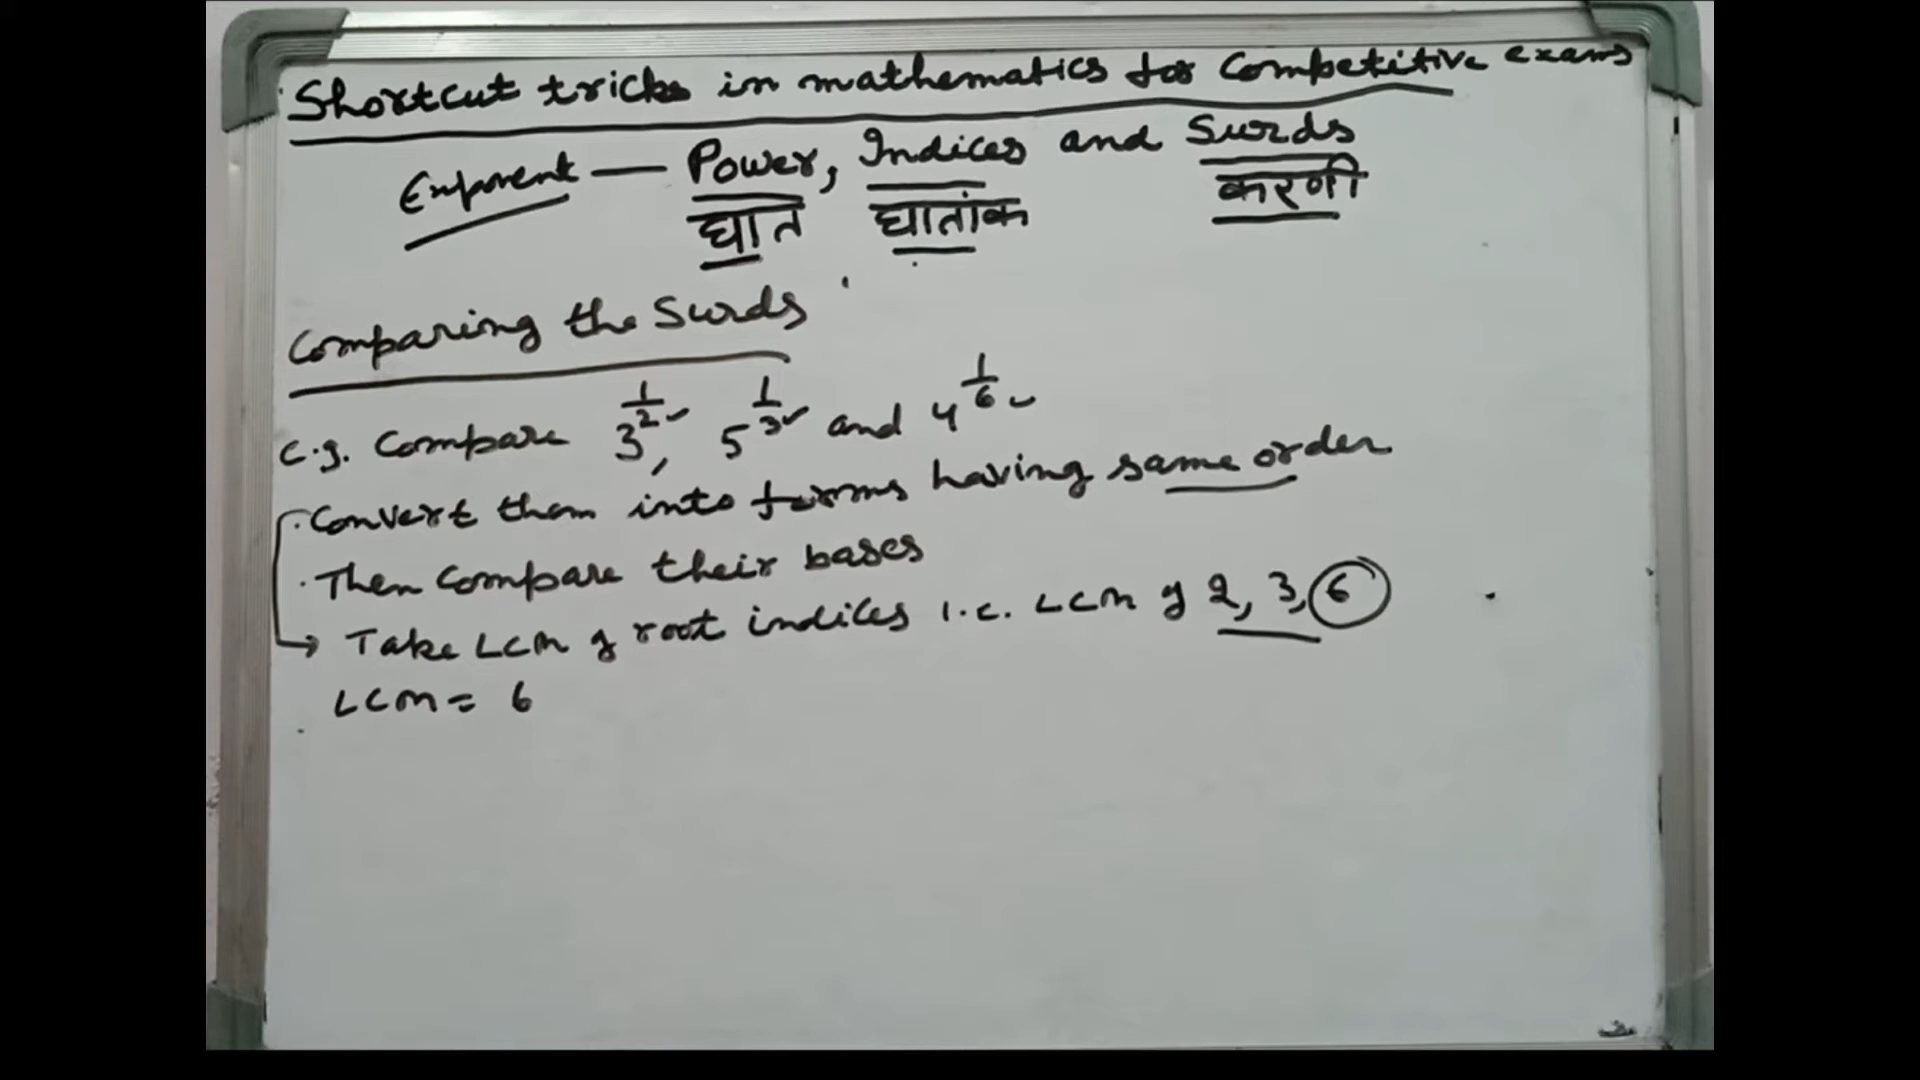 Shortcut tricks in mathematics for Competitive exams
Exponent — Power, Indices and Surds
घात घातांक करणी
Comparing the Surds
e.g. Compare 3^1/2, 5^1/3 and 4^1/6
· Convert them into forms having same order
· Then Compare their bases
→ Take LCM of root indices i.e. LCM of 2, 3, 6
LCM = 6